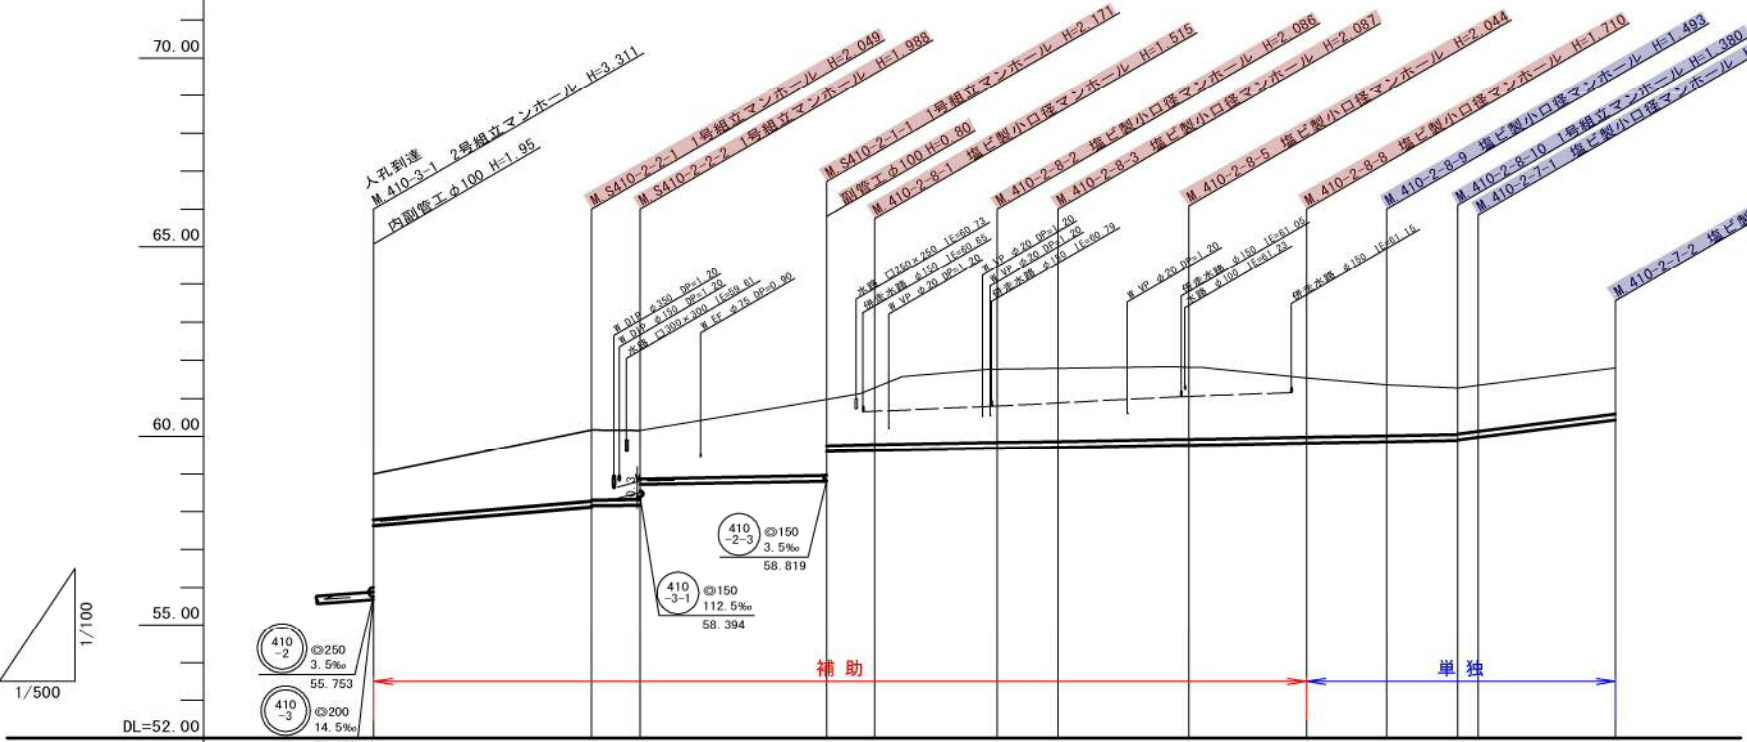 70.00
65.00
60.00
55.00
DL=52.00
1/100
1/500
人孔到達
M.410-3-1 2号組立マンホール H=3.311
内副管工φ100 H=1.95
M.S410-2-2-1 1号組立マンホール H=2.049
M.S410-2-2-2 1号組立マンホール H=1.988
M.S410-2-1-1 1号組立マンホール H=2.171
副管工φ100 H=0.80
M.410-2-8-1 塩ビ製小口径マンホール H=1.515
M.410-2-8-2 塩ビ製小口径マンホール H=2.086
M.410-2-8-3 塩ビ製小口径マンホール H=2.087
M.410-2-8-5 塩ビ製小口径マンホール H=2.044
M.410-2-8-8 塩ビ製小口径マンホール H=1.710
M.410-2-8-9 塩ビ製小口径マンホール H=1.493
M.410-2-8-10 1号組立マンホール H=1.380
M.410-2-7-1 塩ビ製小口径マンホール
M.410-2-7-2 塩ビ
W DIP φ350 DP=1.20
W DIP φ150 DP=1.20
水路 □300×300 IE=59.61
W EF φ75 DP=0.90
水路 □250×250 IE=60.73
併走水路 φ150 IE=60.65
W VP φ20 DP=1.20
W VP φ20 DP=1.20
W VP φ20 DP=1.20
併走水路 φ150 IE=60.79
W VP φ20 DP=1.20
併走水路 φ150 IE=61.05
水路 φ100 IE=61.23
併走水路 φ150 IE=61.15
410
-2-3
◎150
3.5‰
58.819
410
-3-1
◎150
112.5‰
58.394
410
-2
◎250
3.5‰
55.753
410
-3
◎200
14.5‰
補 助
単 独